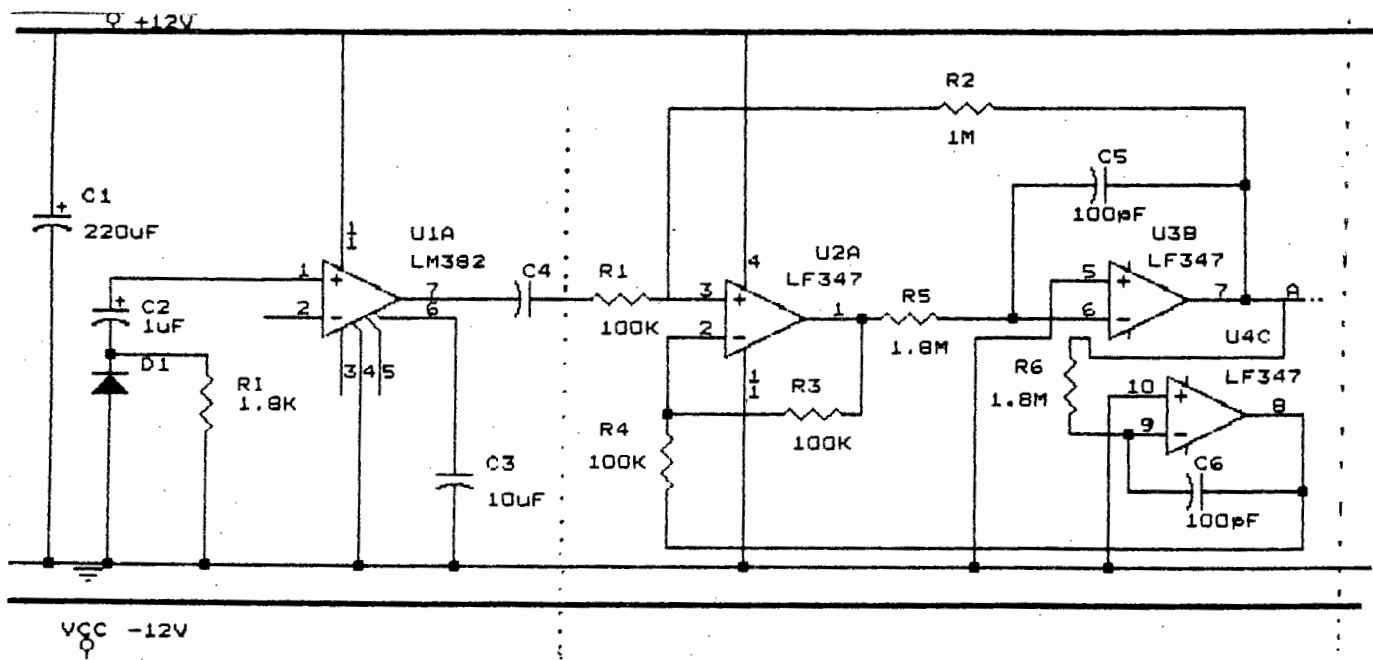 +12V
R2
1M
C5
100pF
C1
220uF
1
1
U1A
LM382
C4
R1
100K
U2A
LF347
4
3
2
1
R5
1.8M
U3B
LF347
5
6
7
A
1
2
7
6
C2
1uF
D1
RI
1.8K
3 4 5
C3
10uF
1
1
R3
100K
R4
100K
R6
1.8M
U4C
LF347
10
9
8
C6
100pF
VCC -12V